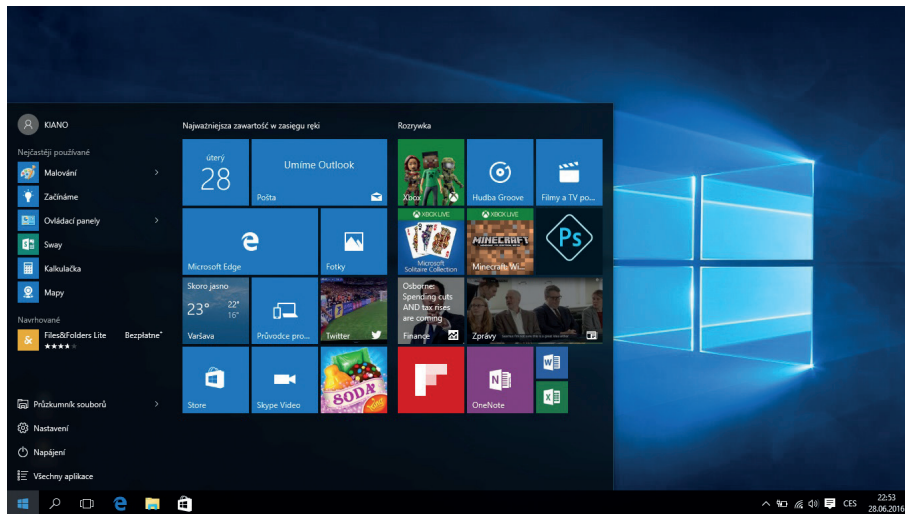 KIANO
Nejčastěji používané
Malování
Začínáme
Ovládací panely
Sway
Kalkulačka
Mapy
Navrhované
Files&Folders Lite Bezplatne*
Průzkumník souborů
Nastavení
Napájení
Všechny aplikace
Najważniejsza zawartość w zasięgu ręki
úterý
28
Umíme Outlook
Pošta
Microsoft Edge
Fotky
Skoro jasno
23° 22°
16°
Varšava
Průvodce pro...
Twitter
Store
Skype Video
SODA
Rozrywka
Xbox
Hudba Groove
Filmy a TV po...
XBOX LIVE
Microsoft
Solitaire Collection
XBOX LIVE
MINECRAFT
Minecraft: Wi...
Ps
Osborne:
Spending cuts
AND tax rises
are coming
Finance
Zprávy
OneNote
CES
22:53
28.06.2016